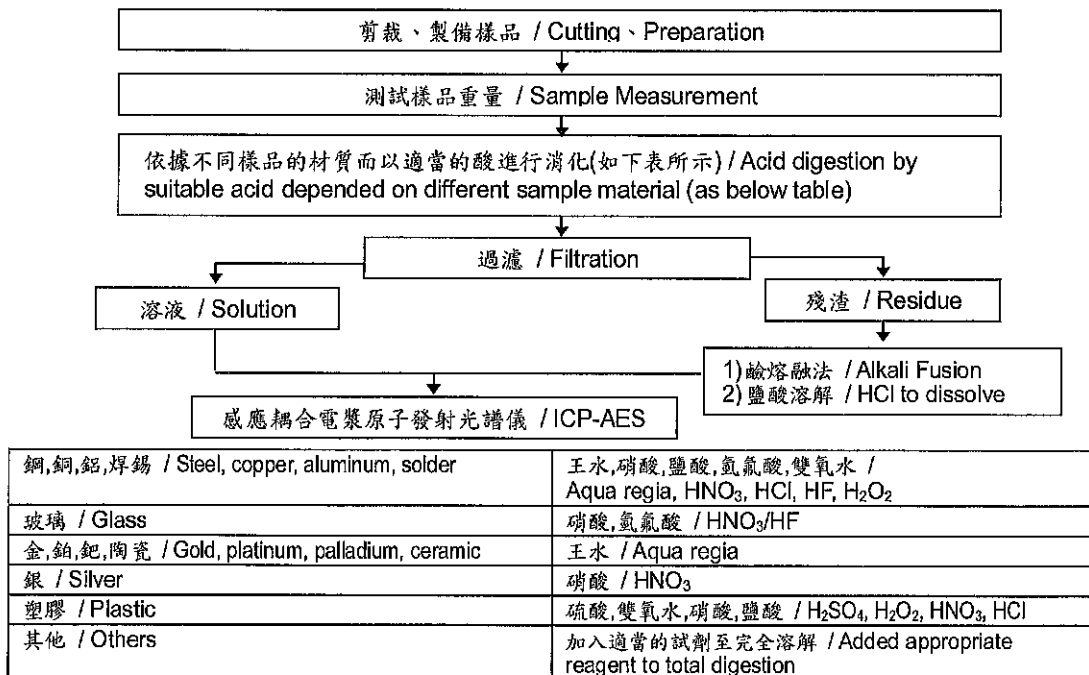 剪裁、製備樣品 / Cutting、Preparation
測試樣品重量 / Sample Measurement
依據不同樣品的材質而以適當的酸進行消化(如下表所示) / Acid digestion by
suitable acid depended on different sample material (as below table)
過濾 / Filtration
溶液 / Solution
殘渣 / Residue
1)鹼熔融法 / Alkali Fusion
2)鹽酸溶解 / HCl to dissolve
感應耦合電漿原子發射光譜儀 / ICP-AES
鋼,銅,鋁,焊錫 / Steel, copper, aluminum, solder
王水,硝酸,鹽酸,氫氟酸,雙氧水 /
Aqua regia, HNO₃, HCl, HF, H₂O₂
玻璃 / Glass
硝酸,氫氟酸 / HNO₃/HF
金,鉑,鈀,陶瓷 / Gold, platinum, palladium, ceramic
王水 / Aqua regia
銀 / Silver
硝酸 / HNO₃
塑膠 / Plastic
硫酸,雙氧水,硝酸,鹽酸 / H₂SO₄, H₂O₂, HNO₃, HCl
其他 / Others
加入適當的試劑至完全溶解 / Added appropriate
reagent to total digestion